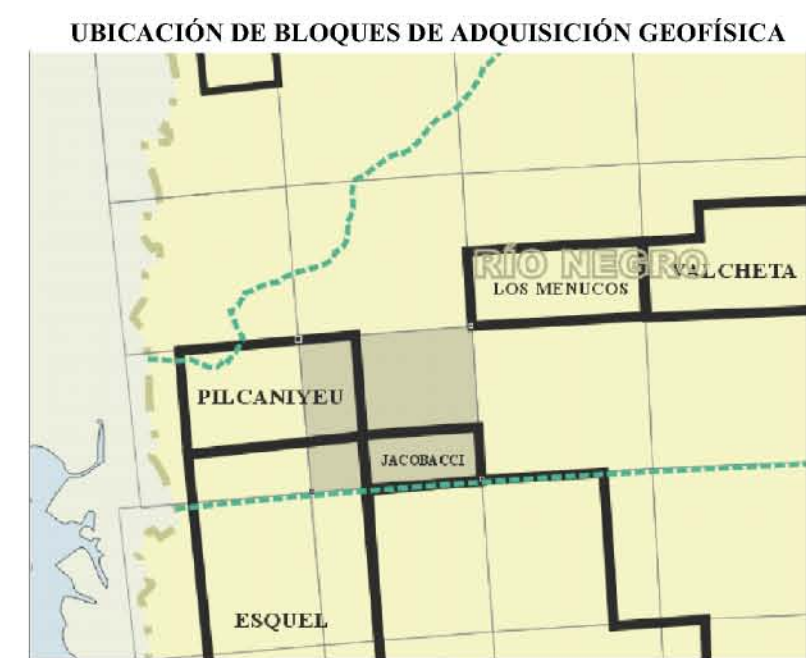 UBICACIÓN DE BLOQUES DE ADQUISICIÓN GEOFÍSICA
RÍO NEGRO
VALCHETA
LOS MENUCOS
PILCANIYEU
JACOBACCI
ESQUEL